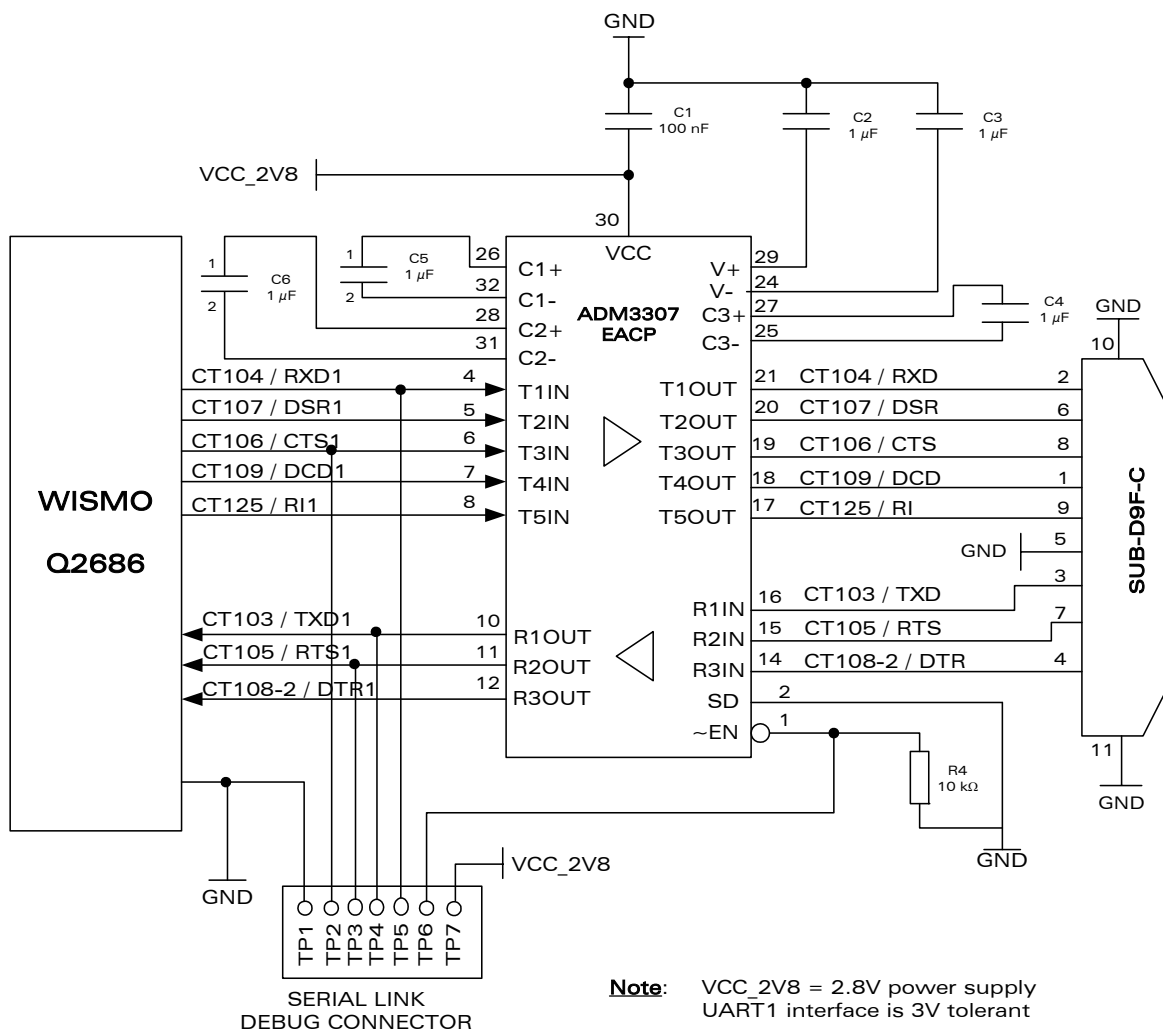 GND
C1
100 nF
C2
1 µF
C3
1 µF
VCC_2V8
30
VCC
1
C6
1 µF
2
1
C5
1 µF
2
26
C1+
32
C1-
28
C2+
31
C2-
ADM3307
EACP
29
V+
24
V-
27
C3+
25
C3-
C4
1 µF
GND
10
WISMO
Q2686
CT104 / RXD1 4 T1IN
CT107 / DSR1 5 T2IN
CT106 / CTS1 6 T3IN
CT109 / DCD1 7 T4IN
CT125 / RI1 8 T5IN
T1OUT 21 CT104 / RXD 2
T2OUT 20 CT107 / DSR 6
T3OUT 19 CT106 / CTS 8
T4OUT 18 CT109 / DCD 1
T5OUT 17 CT125 / RI 9
GND 5
SUB-D9F-C
CT103 / TXD1 10 R1OUT
CT105 / RTS1 11 R2OUT
CT108-2 / DTR1 12 R3OUT
R1IN 16 CT103 / TXD 3
R2IN 15 CT105 / RTS 7
R3IN 14 CT108-2 / DTR 4
SD 2
~EN 1
R4
10 kΩ
11
GND
GND
GND
VCC_2V8
TP1
TP2
TP3
TP4
TP5
TP6
TP7
SERIAL LINK
DEBUG CONNECTOR
Note: VCC_2V8 = 2.8V power supply
UART1 interface is 3V tolerant